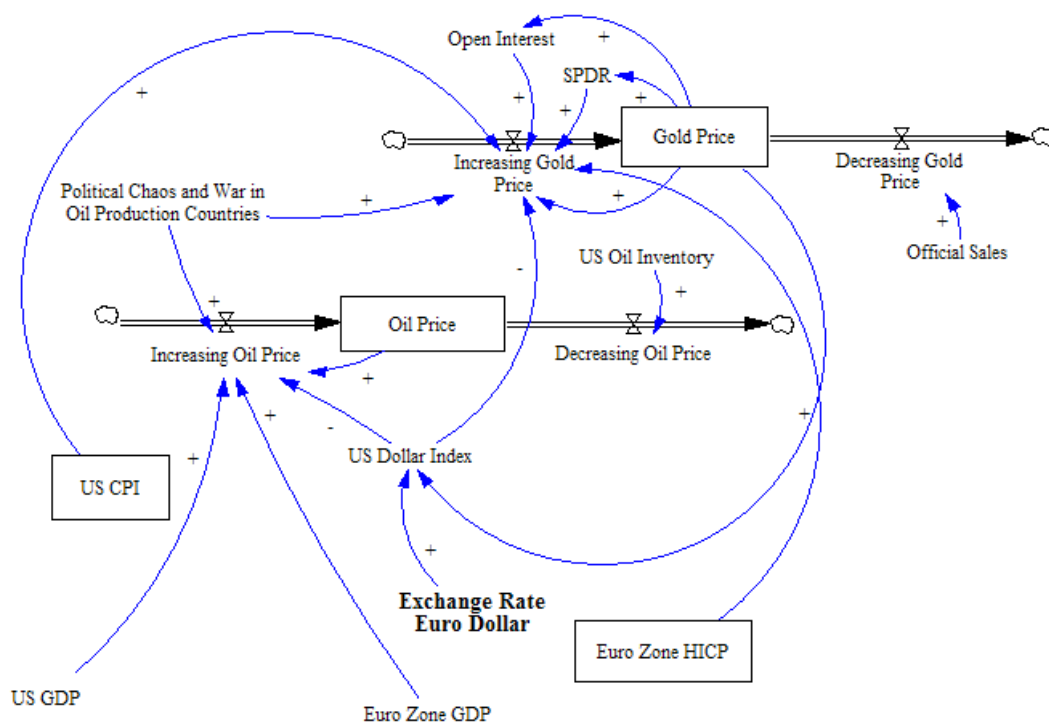 Open Interest
+
+
SPDR
+
+
+
Gold Price
Increasing Gold
Price
Decreasing Gold
Price
Political Chaos and War in
Oil Production Countries
+
+
+
Official Sales
US Oil Inventory
-
+
+
Oil Price
Increasing Oil Price
Decreasing Oil Price
+
+
-
+
+
US Dollar Index
US CPI
+
Exchange Rate
Euro Dollar
Euro Zone HICP
US GDP
Euro Zone GDP